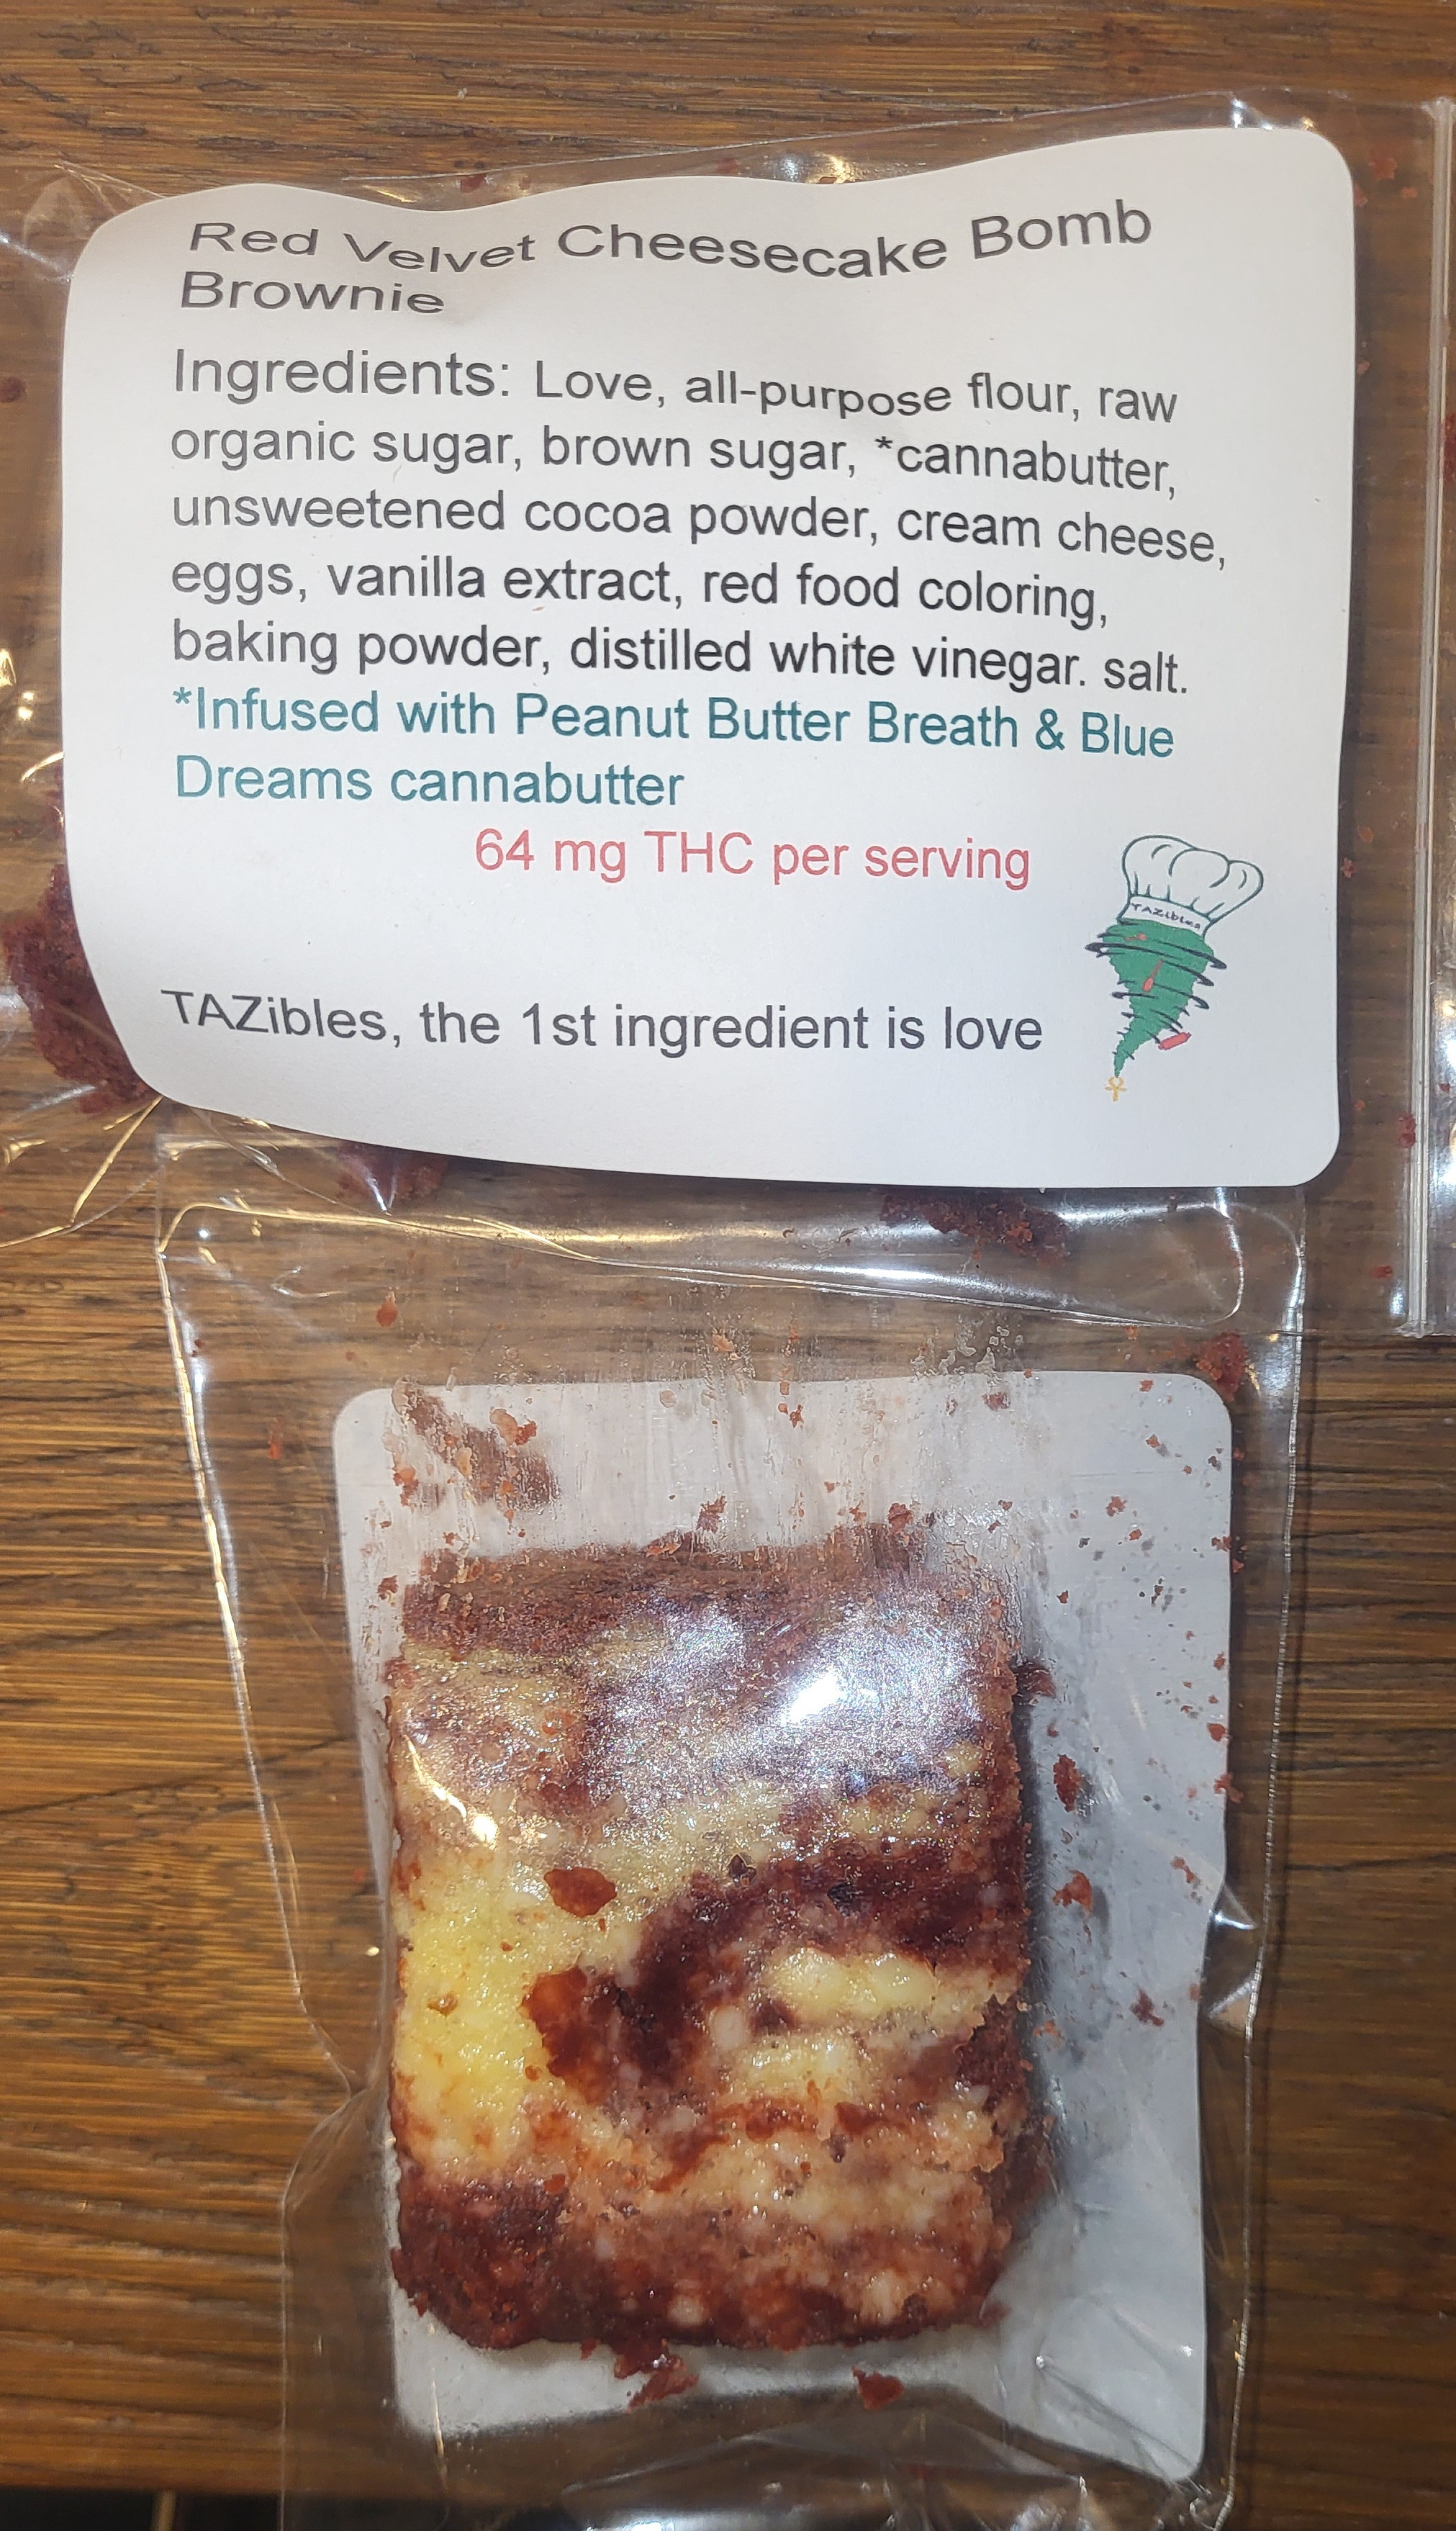 Red Velvet Cheesecake Bomb
Brownie
Ingredients: Love, all-purpose flour, raw
organic sugar, brown sugar, *cannabutter,
unsweetened cocoa powder, cream cheese,
eggs, vanilla extract, red food coloring,
baking powder, distilled white vinegar. salt.
*Infused with Peanut Butter Breath & Blue
Dreams cannabutter
64 mg THC per serving
TAZibles
TAZibles, the 1st ingredient is love